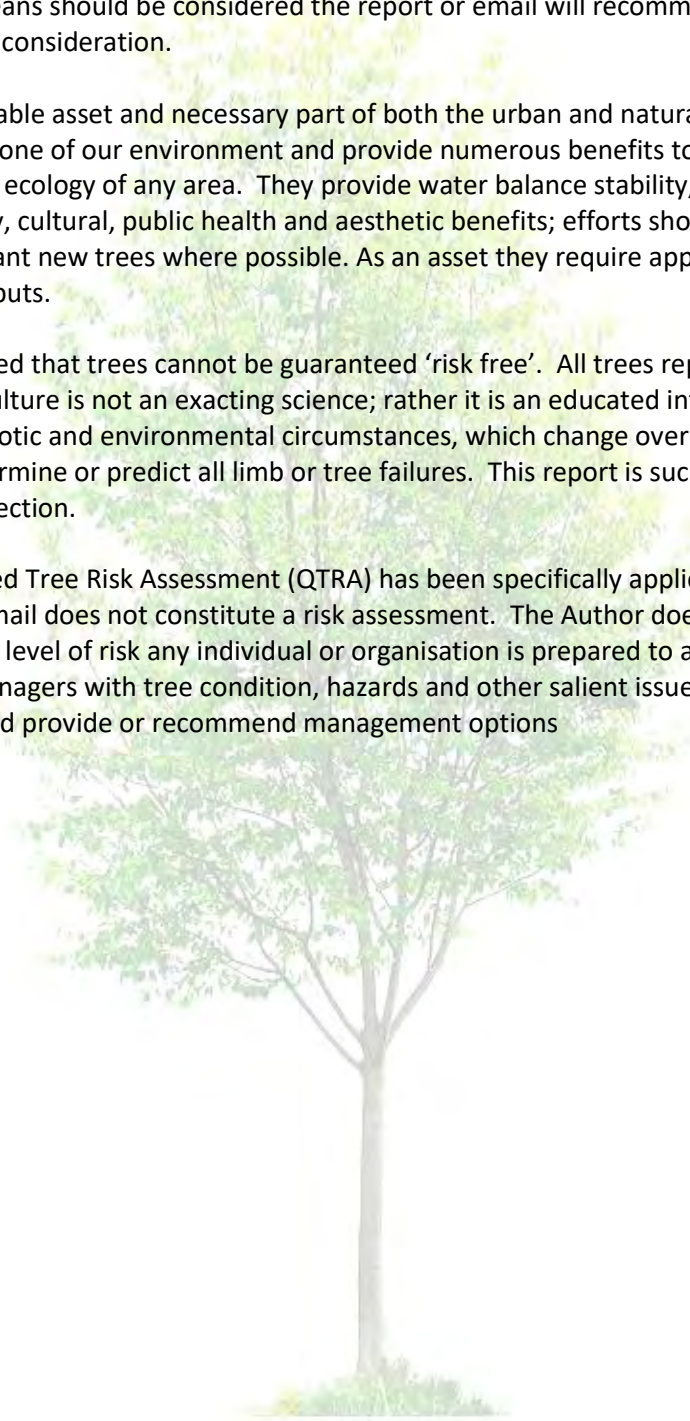 eans should be considered the report or email will recomm
consideration.
able asset and necessary part of both the urban and natura
one of our environment and provide numerous benefits to
ecology of any area. They provide water balance stability,
y, cultural, public health and aesthetic benefits; efforts sho
ant new trees where possible. As an asset they require app
puts.
ed that trees cannot be guaranteed ‘risk free’. All trees rep
ulture is not an exacting science; rather it is an educated int
otic and environmental circumstances, which change over
ermine or predict all limb or tree failures. This report is suc
ection.
ed Tree Risk Assessment (QTRA) has been specifically applie
mail does not constitute a risk assessment. The Author doe
level of risk any individual or organisation is prepared to a
nagers with tree condition, hazards and other salient issue
d provide or recommend management options